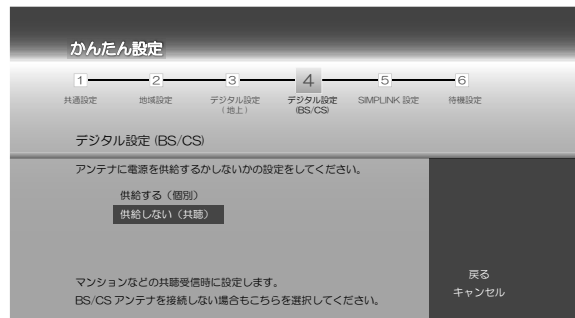 かんたん設定
1 2 3 4 5 6
共通設定 地域設定 デジタル設定 デジタル設定 SIMPLINK 設定 待機設定
（地上） (BS/CS)
デジタル設定 (BS/CS)
アンテナに電源を供給するかしないかの設定をしてください。
供給する（個別）
供給しない（共聴）
マンションなどの共聴受信時に設定します。
BS/CS アンテナを接続しない場合もこちらを選択してください。
戻る
キャンセル